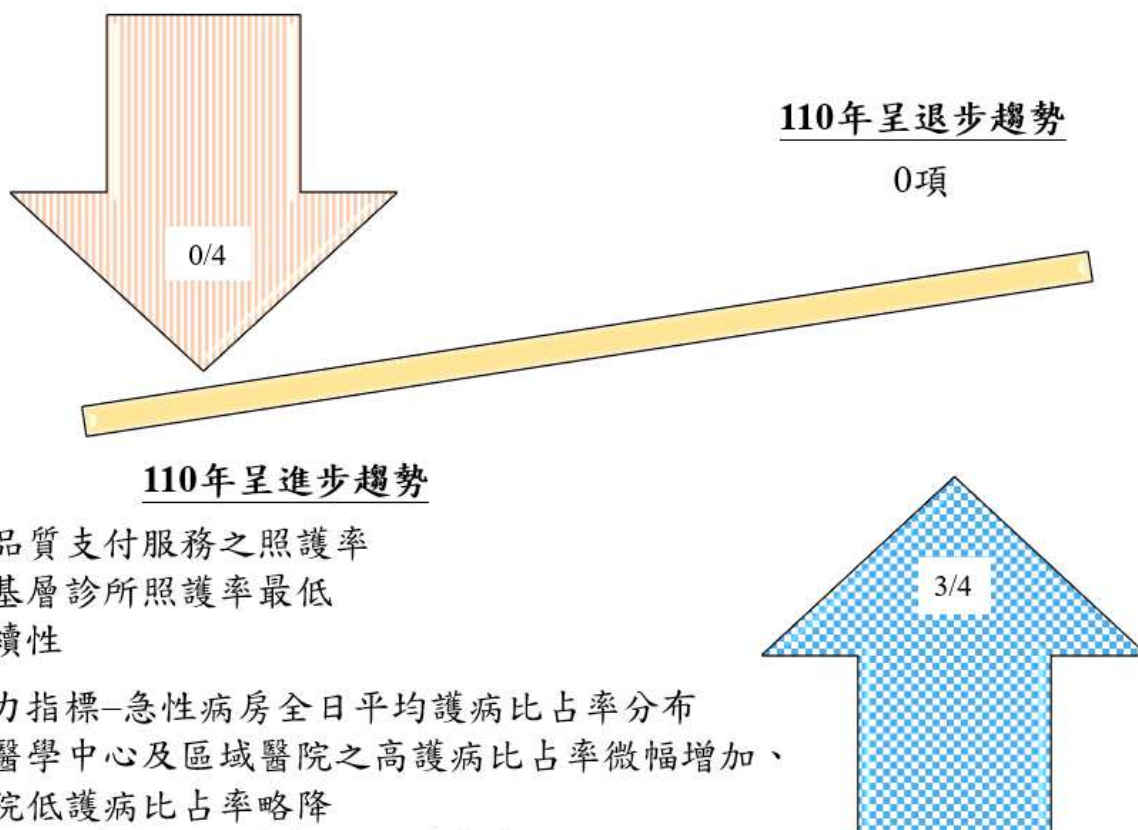 110年呈退步趨勢
0項
0/4
110年呈進步趨勢
品質支付服務之照護率
基層診所照護率最低
續性
3/4
力指標–急性病房全日平均護病比占率分布
醫學中心及區域醫院之高護病比占率微幅增加、
院低護病比占率略降